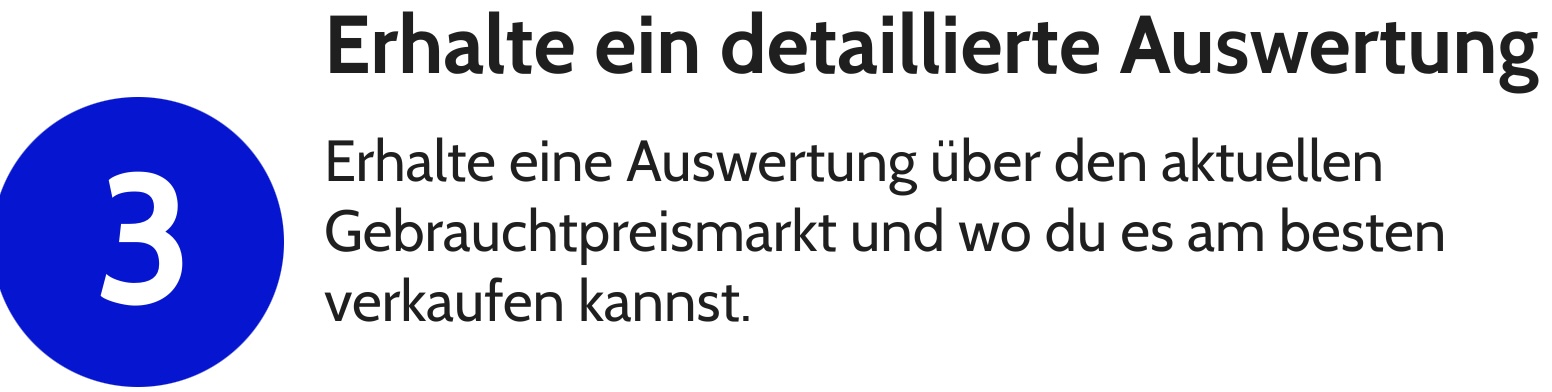 Erhalte ein detaillierte Auswertung
3
Erhalte eine Auswertung über den aktuellen
Gebrauchtpreismarkt und wo du es am besten
verkaufen kannst.